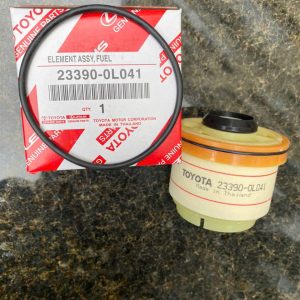 TOYOTA
GENUINE PARTS
ELEMENT ASSY, FUEL
23390-0L041
QTY.
1
TOYOTA MOTOR CORPORATION
MADE IN THAILAND
TOYOTA 23390-0L041
Made in Thailand